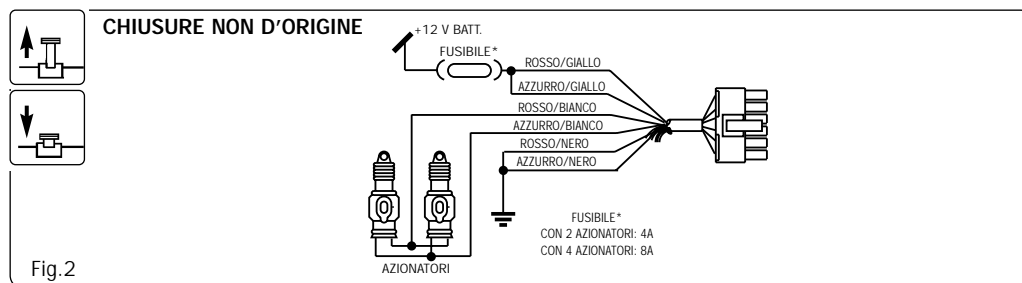 CHIUSURE NON D'ORIGINE
+12 V BATT.
FUSIBILE*
ROSSO/GIALLO
AZZURRO/GIALLO
ROSSO/BIANCO
AZZURRO/BIANCO
ROSSO/NERO
AZZURRO/NERO
FUSIBILE*
CON 2 AZIONATORI: 4A
CON 4 AZIONATORI: 8A
AZIONATORI
Fig.2